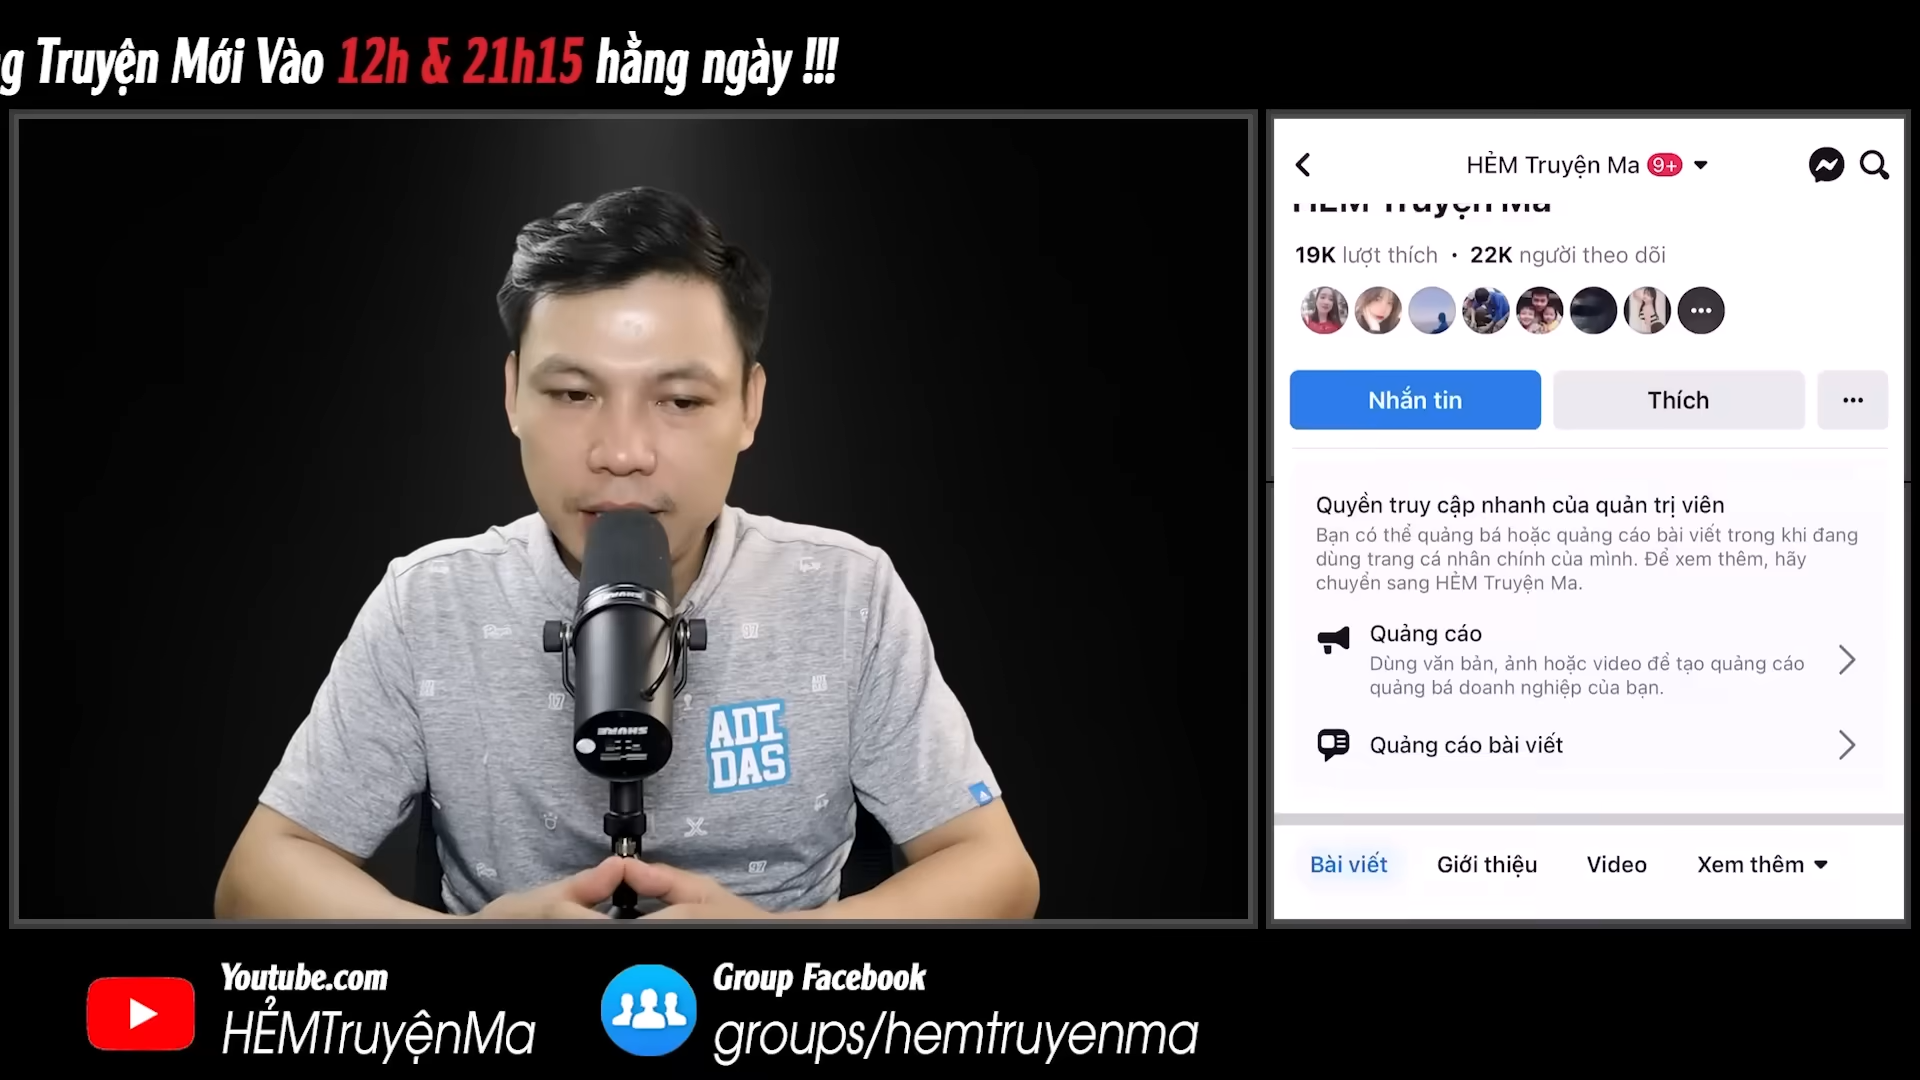 g Truyện Mới Vào 12h & 21h15 hằng ngày !!!
HẺM Truyện Ma 9+
HẺM Truyện Ma
19K lượt thích • 22K người theo dõi
Nhắn tin
Thích
Quyền truy cập nhanh của quản trị viên
Bạn có thể quảng bá hoặc quảng cáo bài viết trong khi đang
dùng trang cá nhân chính của mình. Để xem thêm, hãy
chuyển sang HẺM Truyện Ma.
Quảng cáo
Dùng văn bản, ảnh hoặc video để tạo quảng cáo
quảng bá doanh nghiệp của bạn.
Quảng cáo bài viết
Bài viết
Giới thiệu
Video
Xem thêm
SHURE
SHURE
ADI
DAS
Youtube.com
HẺMTruyệnMa
Group Facebook
groups/hemtruyenma